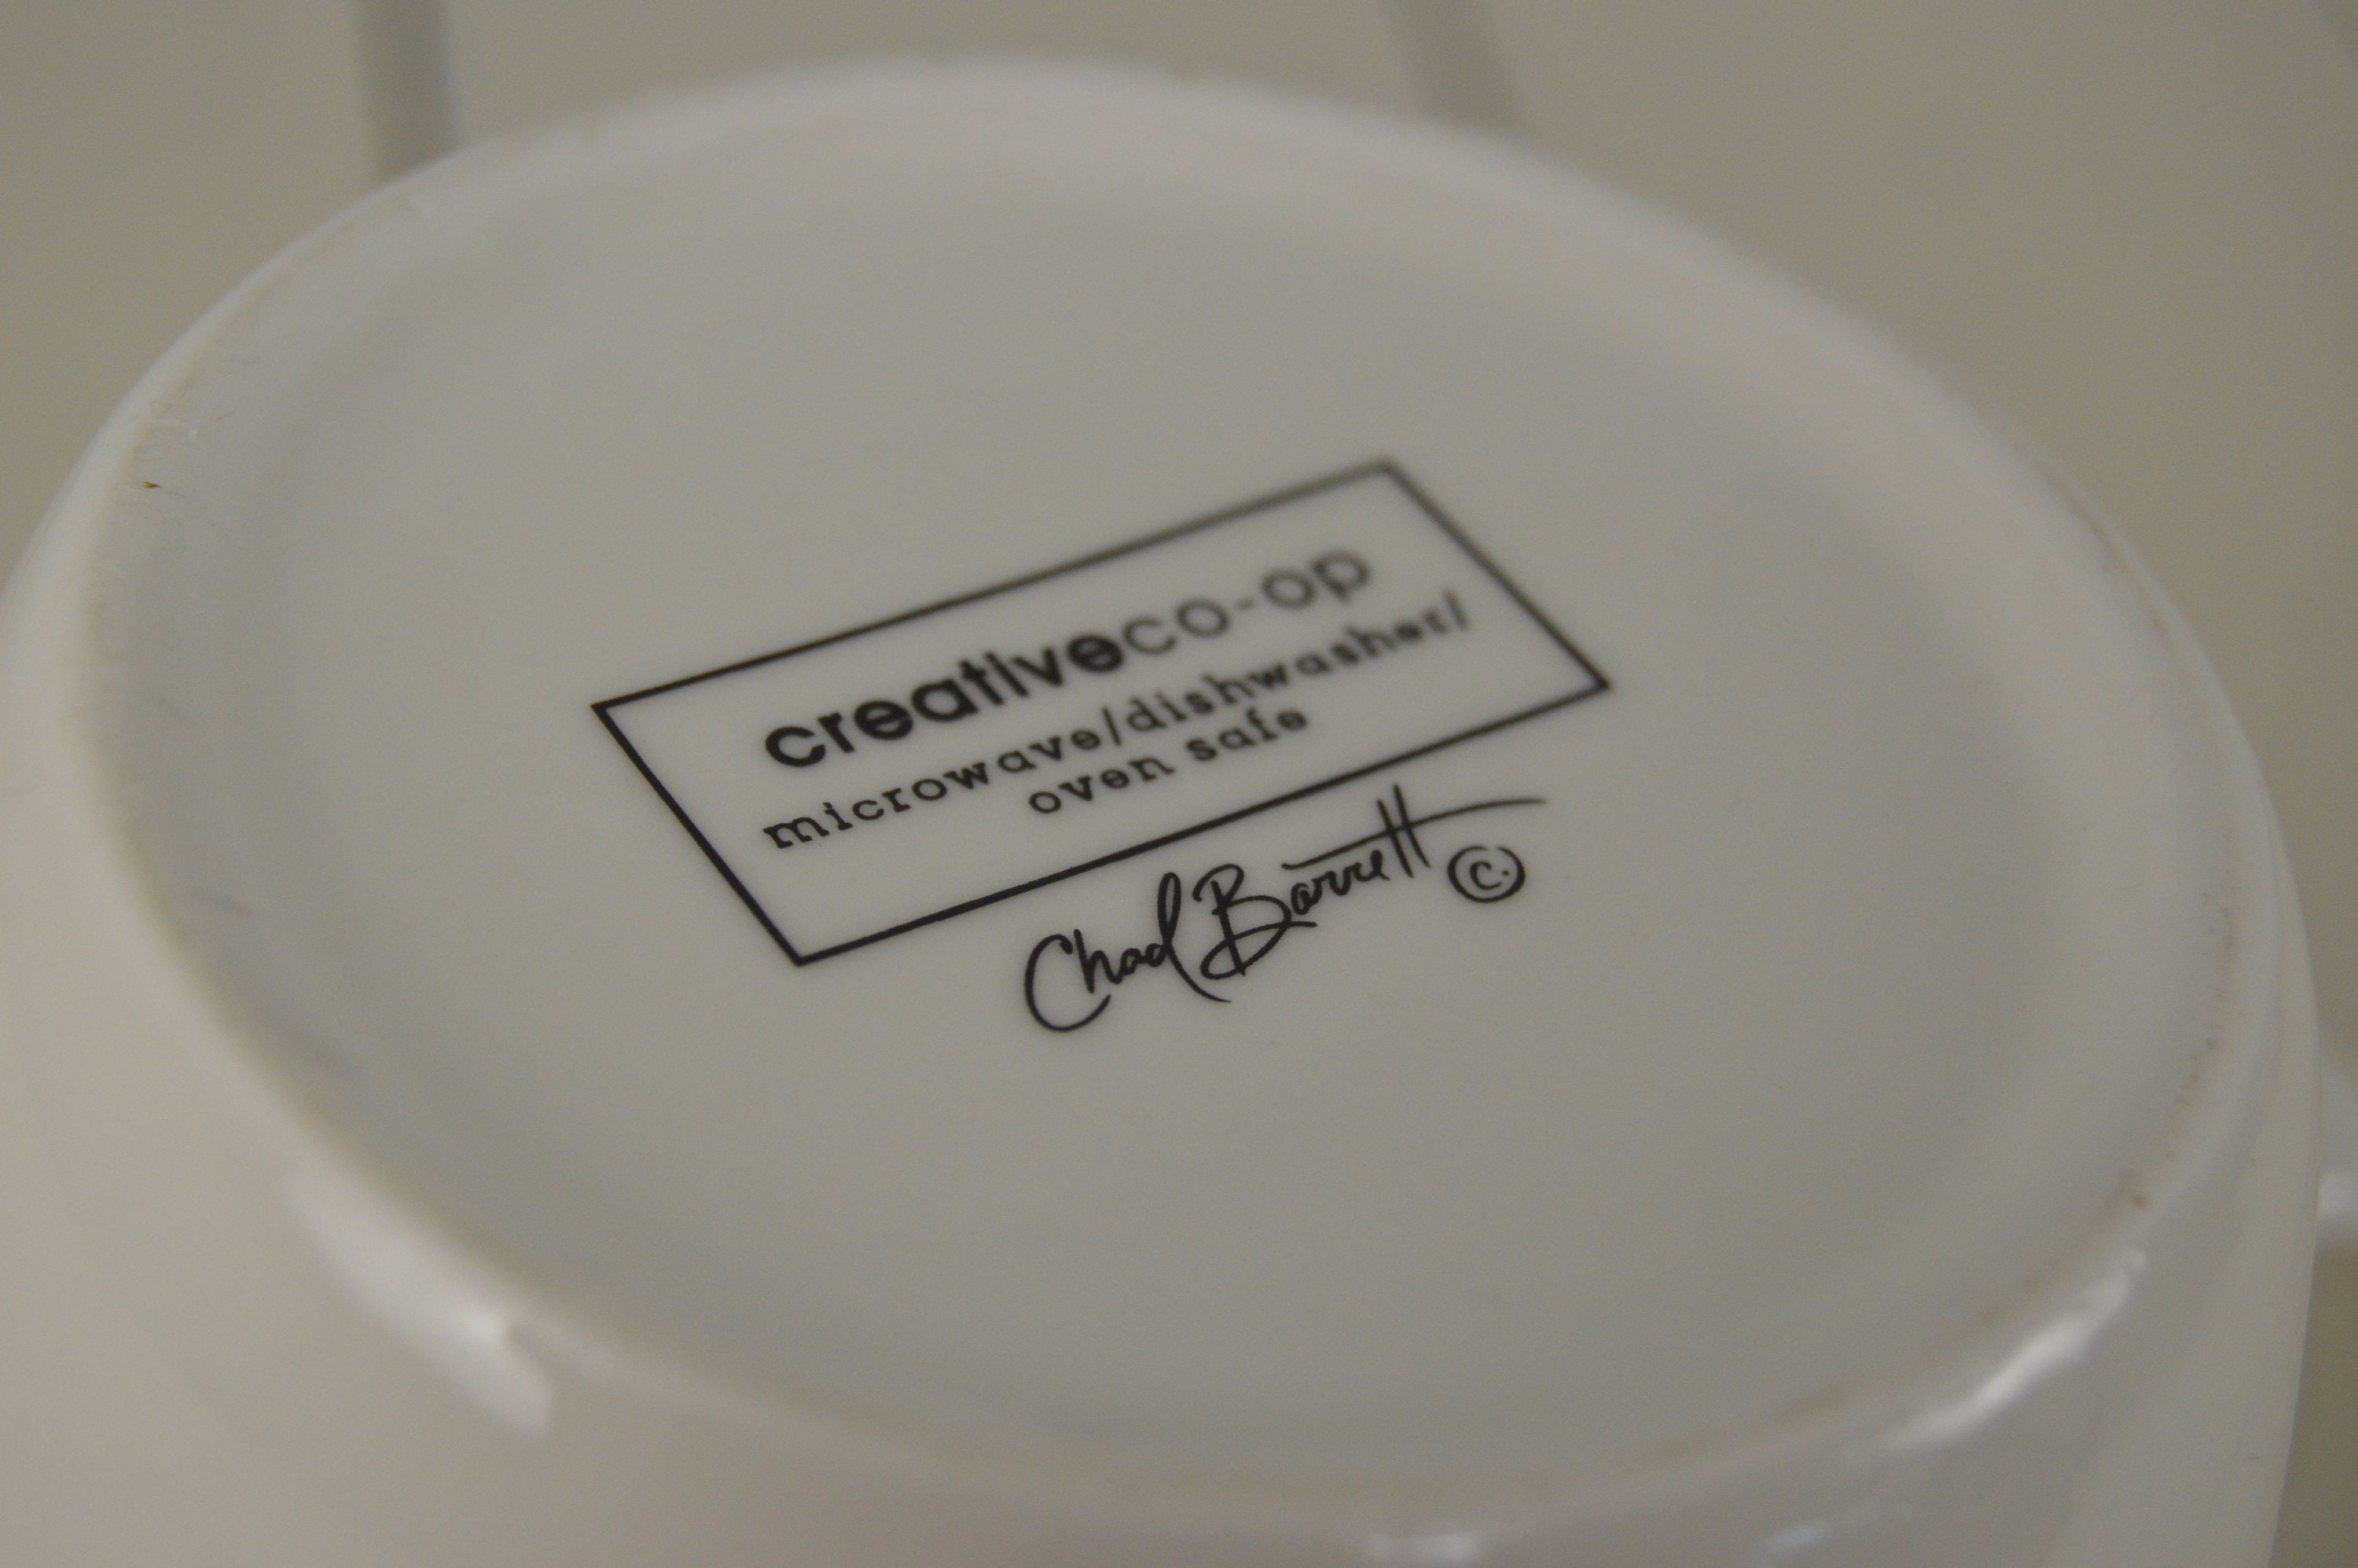 creativeco-op
microwave/dishwasher/
oven safe
Chad Barrett ©